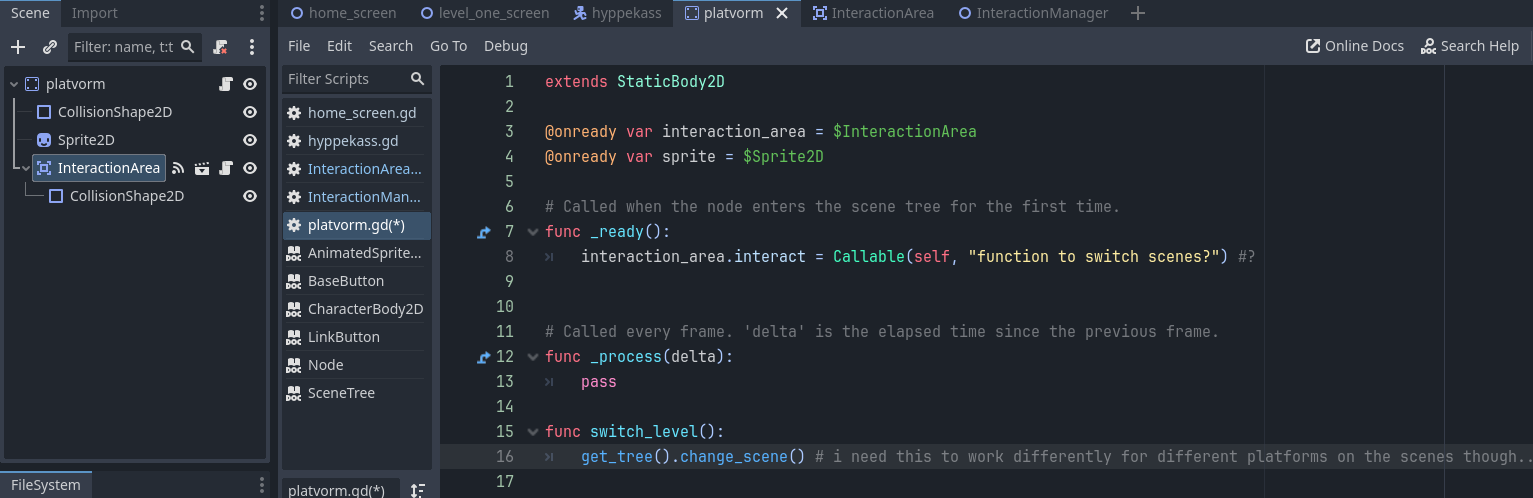 Scene Import
home_screen level_one_screen hyppekass platvorm InteractionArea InteractionManager
Filter: name, t:t
File Edit Search Go To Debug Online Docs Search Help
platvorm
CollisionShape2D
Sprite2D
InteractionArea
CollisionShape2D
FileSystem
Filter Scripts
home_screen.gd
hyppekass.gd
InteractionArea...
InteractionMan...
platvorm.gd(*)
DOC AnimatedSprite...
DOC BaseButton
DOC CharacterBody2D
DOC LinkButton
DOC Node
DOC SceneTree
platvorm.gd(*)
1 extends StaticBody2D
2
3 @onready var interaction_area = $InteractionArea
4 @onready var sprite = $Sprite2D
5
6 # Called when the node enters the scene tree for the first time.
7 func _ready():
8 interaction_area.interact = Callable(self, "function to switch scenes?") #?
9
10
11 # Called every frame. 'delta' is the elapsed time since the previous frame.
12 func _process(delta):
13 pass
14
15 func switch_level():
16 get_tree().change_scene() # i need this to work differently for different platforms on the scenes though..
17